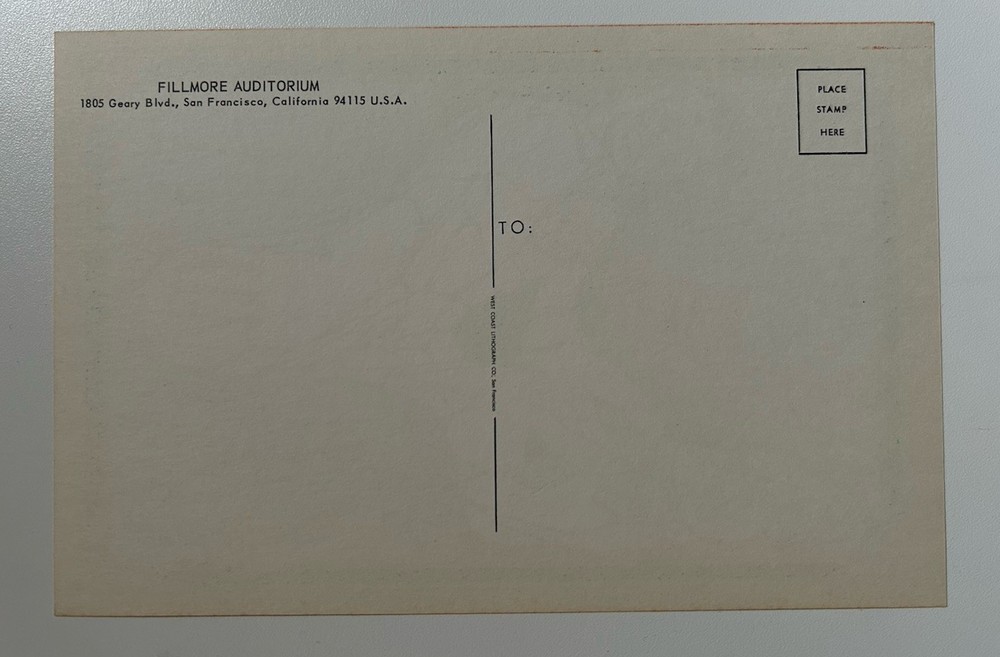 FILLMORE AUDITORIUM
1805 Geary Blvd., San Francisco, California 94115 U.S.A.
PLACE
STAMP
HERE
TO:
WEST COAST LITHOGRAPH CO., San Francisco